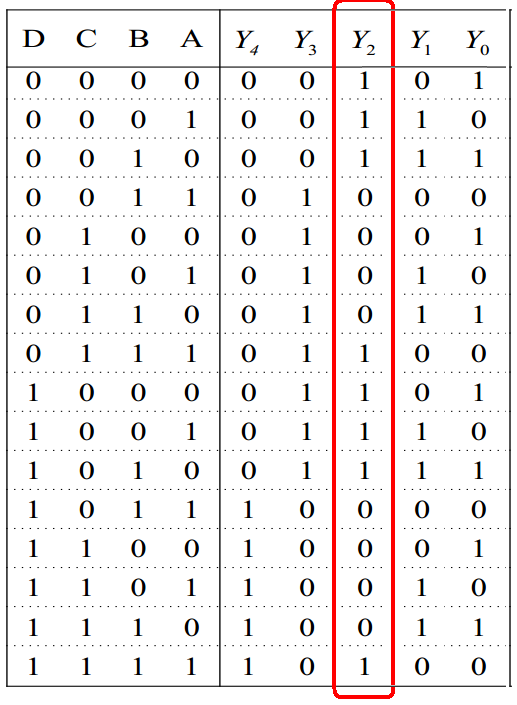 D C B A Y₄ Y₃ Y₂ Y₁ Y₀
0 0 0 0 0 0 1 0 1
0 0 0 1 0 0 1 1 0
0 0 1 0 0 0 1 1 1
0 0 1 1 0 1 0 0 0
0 1 0 0 0 1 0 0 1
0 1 0 1 0 1 0 1 0
0 1 1 0 0 1 0 1 1
0 1 1 1 0 1 1 0 0
1 0 0 0 0 1 1 0 1
1 0 0 1 0 1 1 1 0
1 0 1 0 0 1 1 1 1
1 0 1 1 1 0 0 0 0
1 1 0 0 1 0 0 0 1
1 1 0 1 1 0 0 1 0
1 1 1 0 1 0 0 1 1
1 1 1 1 1 0 1 0 0